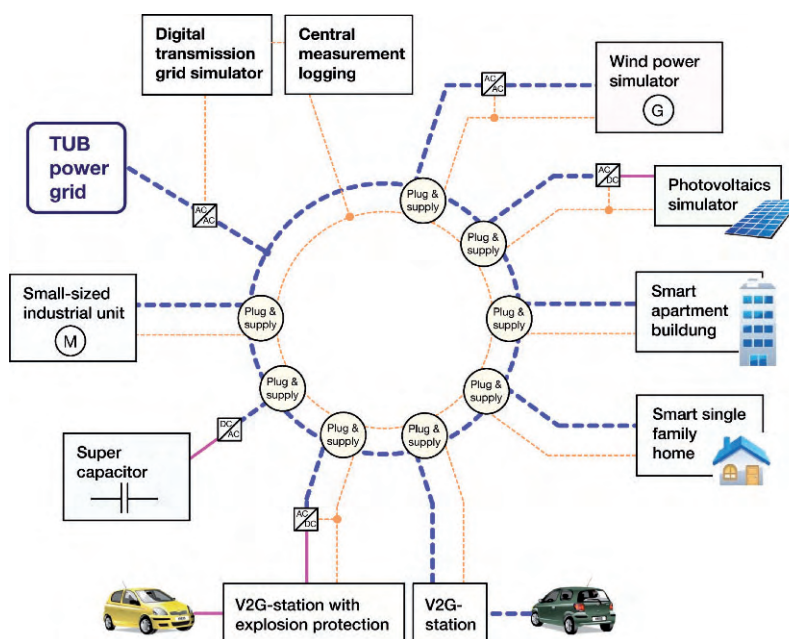 Digital
transmission
grid simulator
Central
measurement
logging
Wind power
simulator
G
AC
AC
TUB
power
grid
AC
AC
Plug &
supply
AC
DC
Photovoltaics
simulator
Plug &
supply
Small-sized
industrial unit
M
Plug &
supply
Plug &
supply
Smart
apartment
buildung
Plug &
supply
Plug &
supply
DC
AC
Super
capacitor
Plug &
supply
Plug &
supply
Smart single
family
home
AC
DC
V2G-station with
explosion protection
V2G-
station